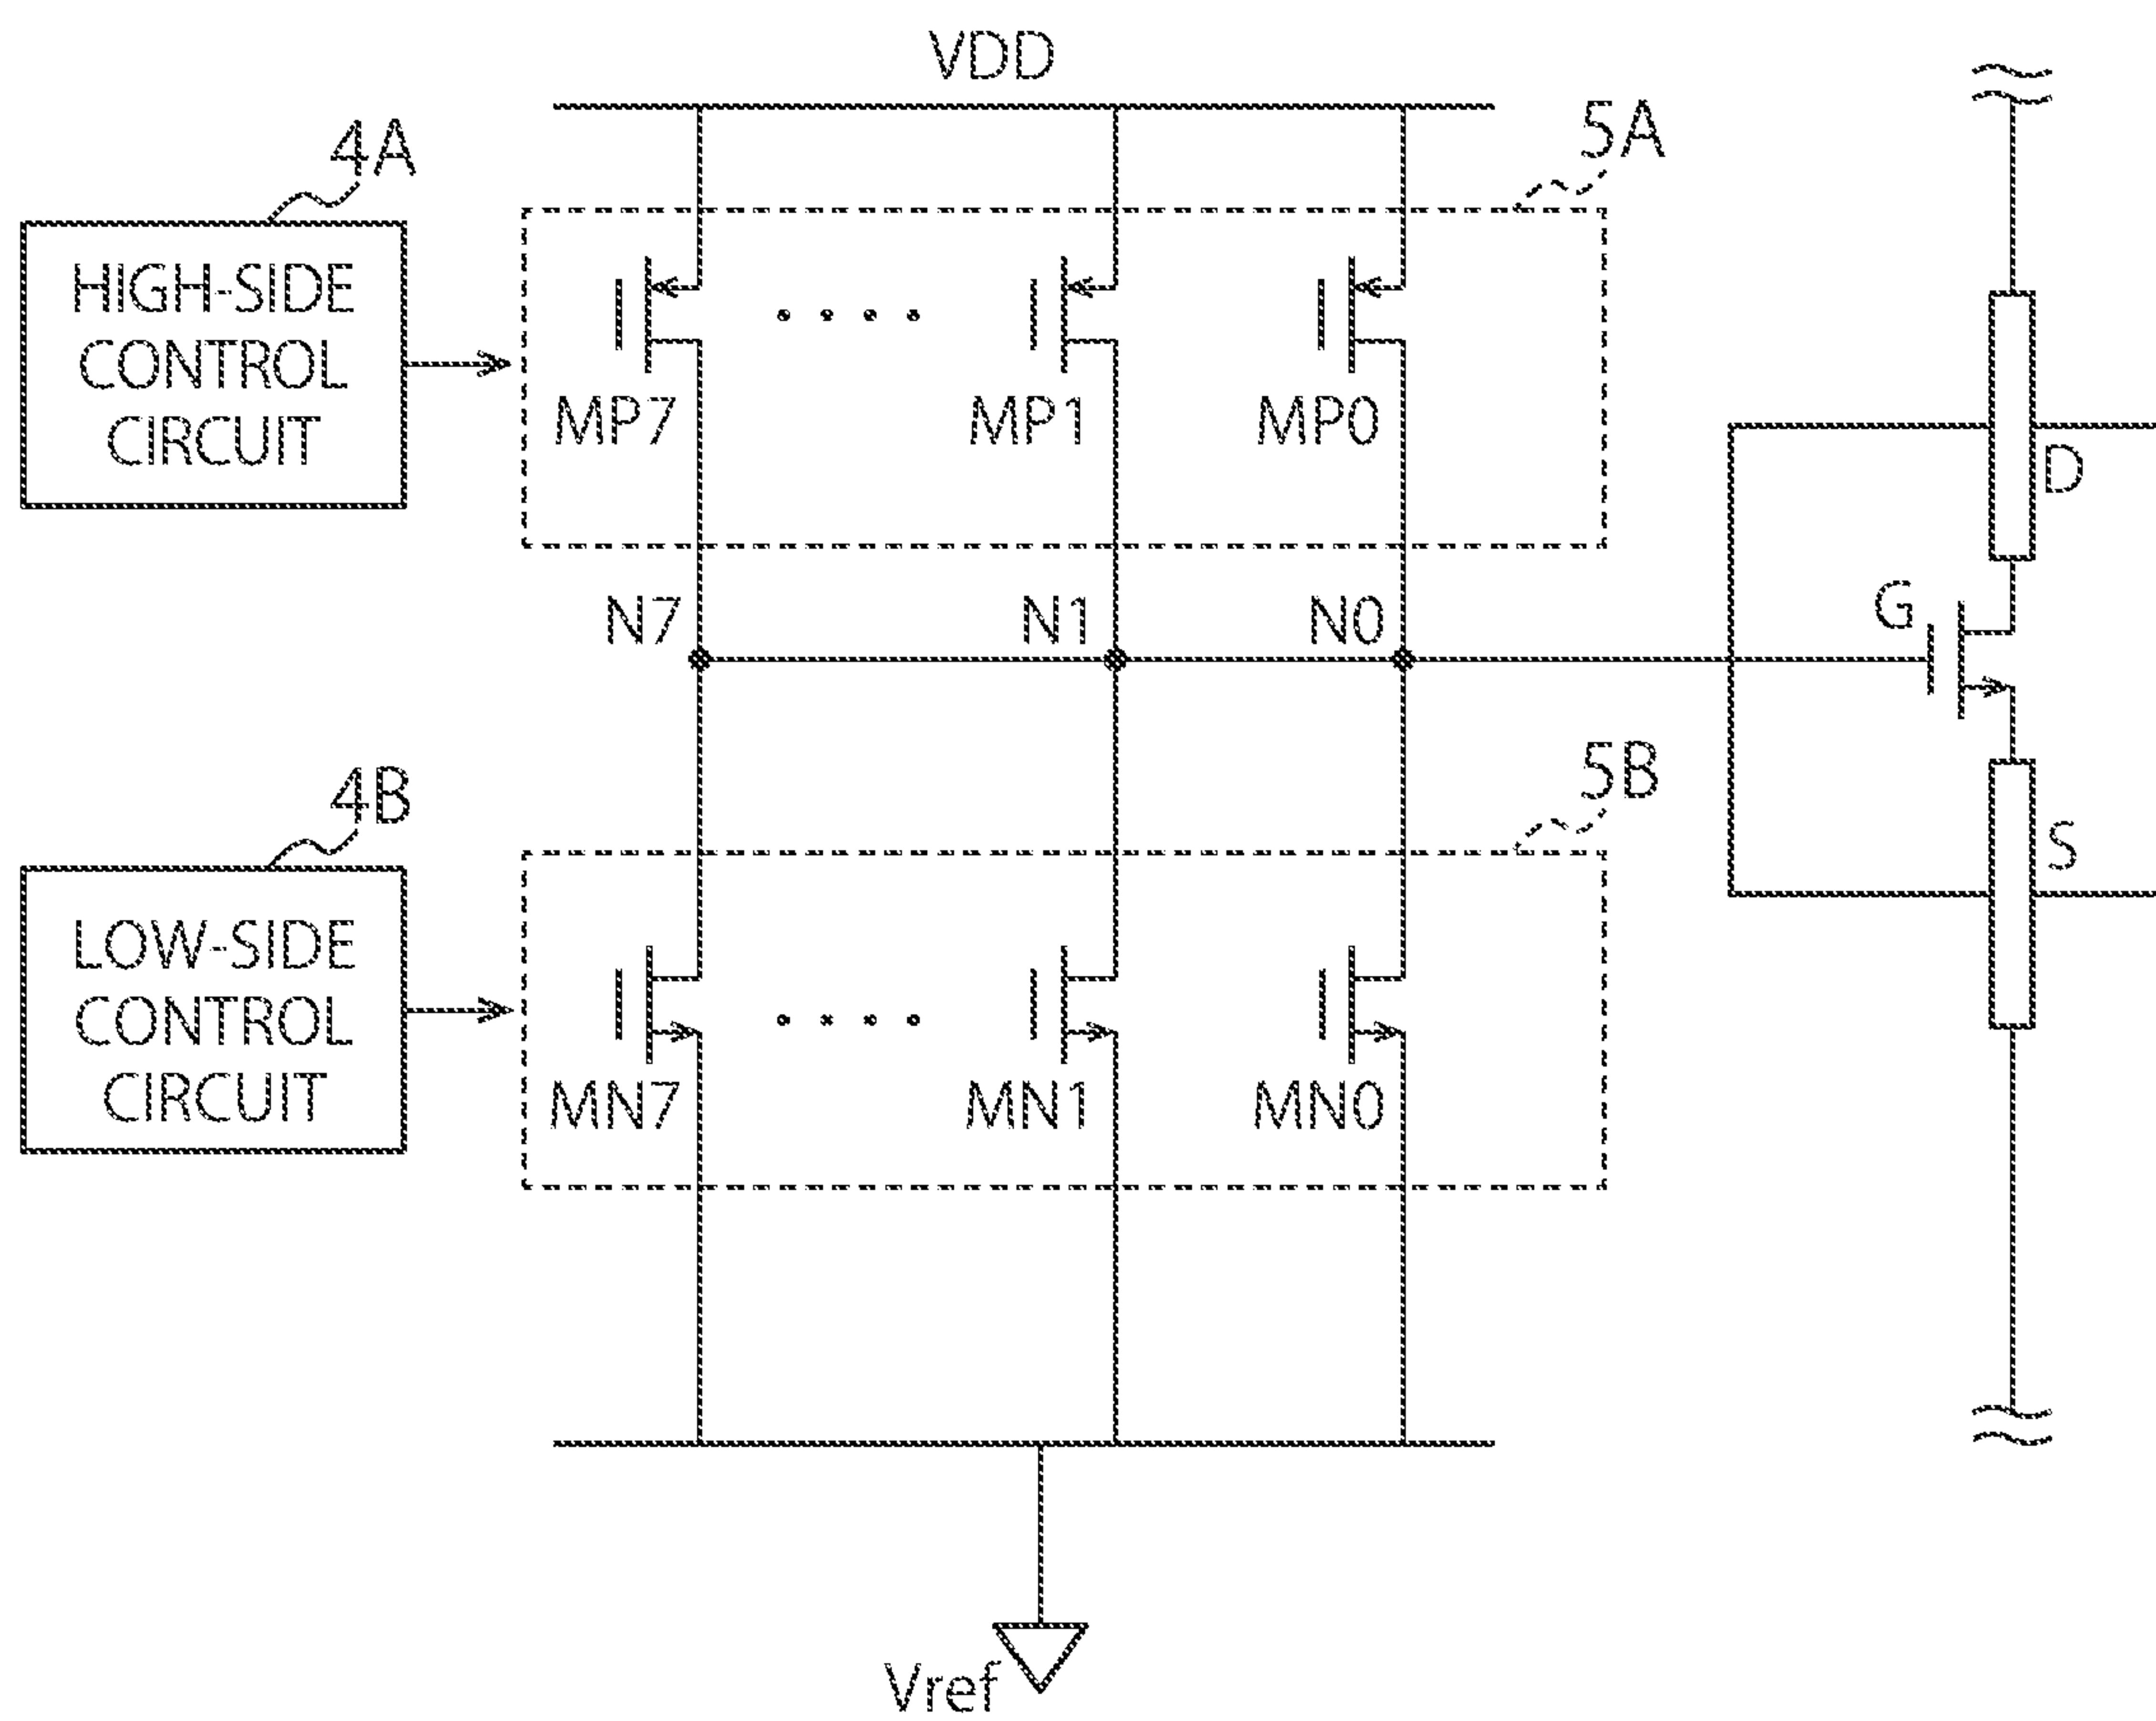 VDD
4A
5A
HIGH-SIDE
CONTROL
CIRCUIT
MP7
MP1
MP0
D
N7
N1
N0
G
4B
5B
S
LOW-SIDE
CONTROL
CIRCUIT
MN7
MN1
MN0
Vref